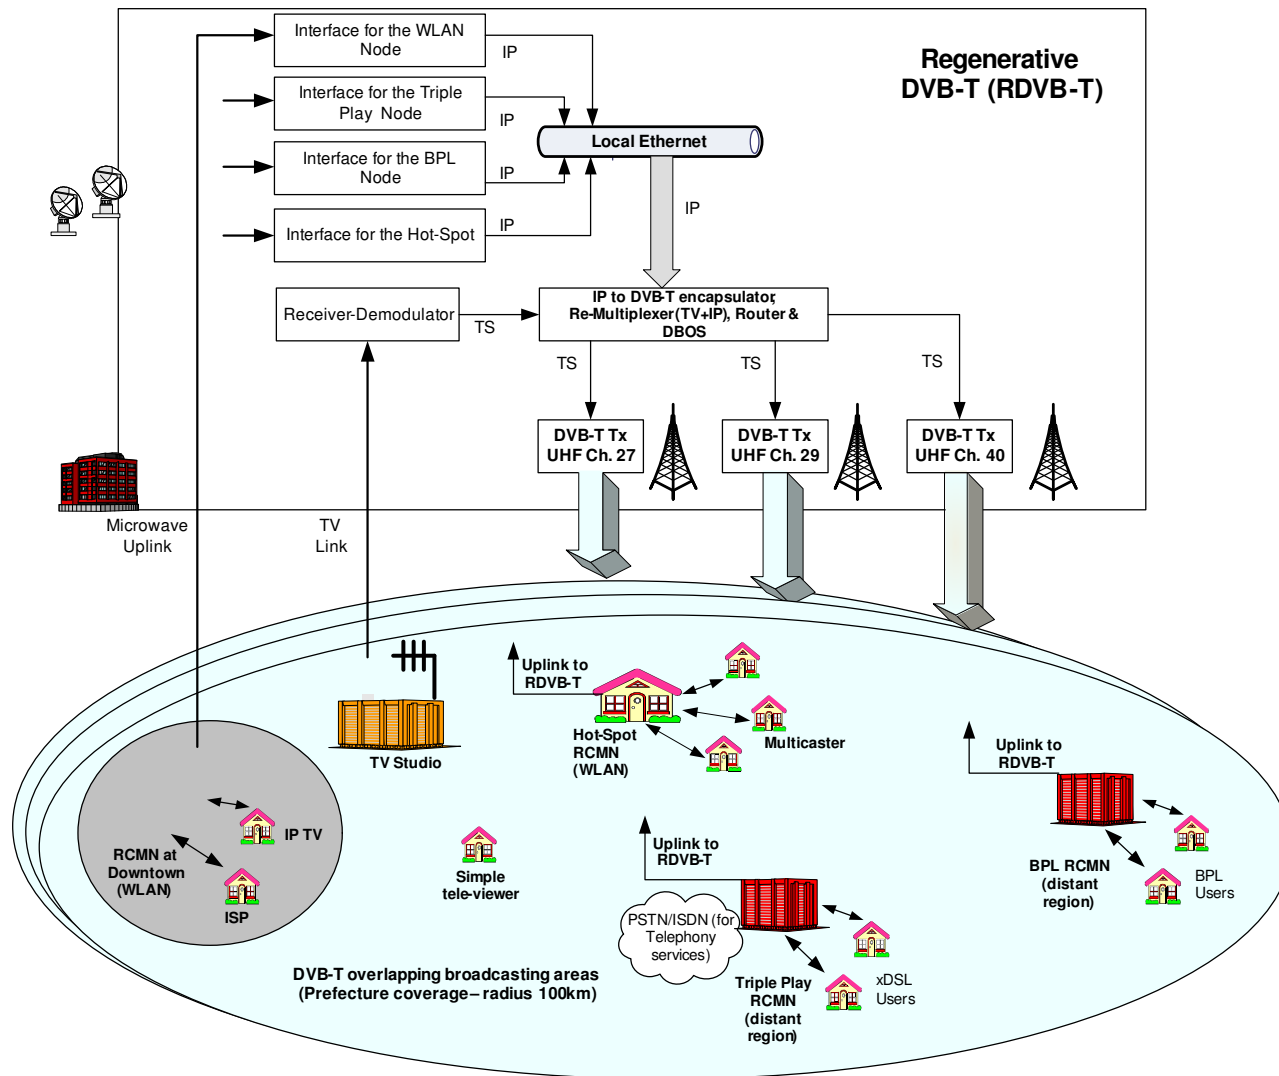 Interface for the WLAN
Node
IP
Regenerative
DVB-T (RDVB-T)
Interface for the Triple
Play Node
IP
Local Ethernet
Interface for the BPL
Node
IP
IP
Interface for the Hot-Spot
IP
Receiver-Demodulator
TS
IP to DVB-T encapsulator,
Re-Multiplexer(TV+IP), Router &
DBOS
TS
TS
TS
DVB-T Tx
UHF Ch. 27
DVB-T Tx
UHF Ch. 29
DVB-T Tx
UHF Ch. 40
Microwave
Uplink
TV
Link
Uplink to
RDVB-T
Hot-Spot
RCMN
(WLAN)
Multicaster
TV Studio
Uplink to
RDVB-T
IP TV
RCMN at
Downtown
(WLAN)
ISP
Simple
tele-viewer
Uplink to
RDVB-T
BPL RCMN
(distant
region)
BPL
Users
PSTN/ISDN (for
Telephony
services)
DVB-T overlapping broadcasting areas
(Prefecture coverage– radius 100km)
Triple Play
RCMN
(distant
region)
xDSL
Users